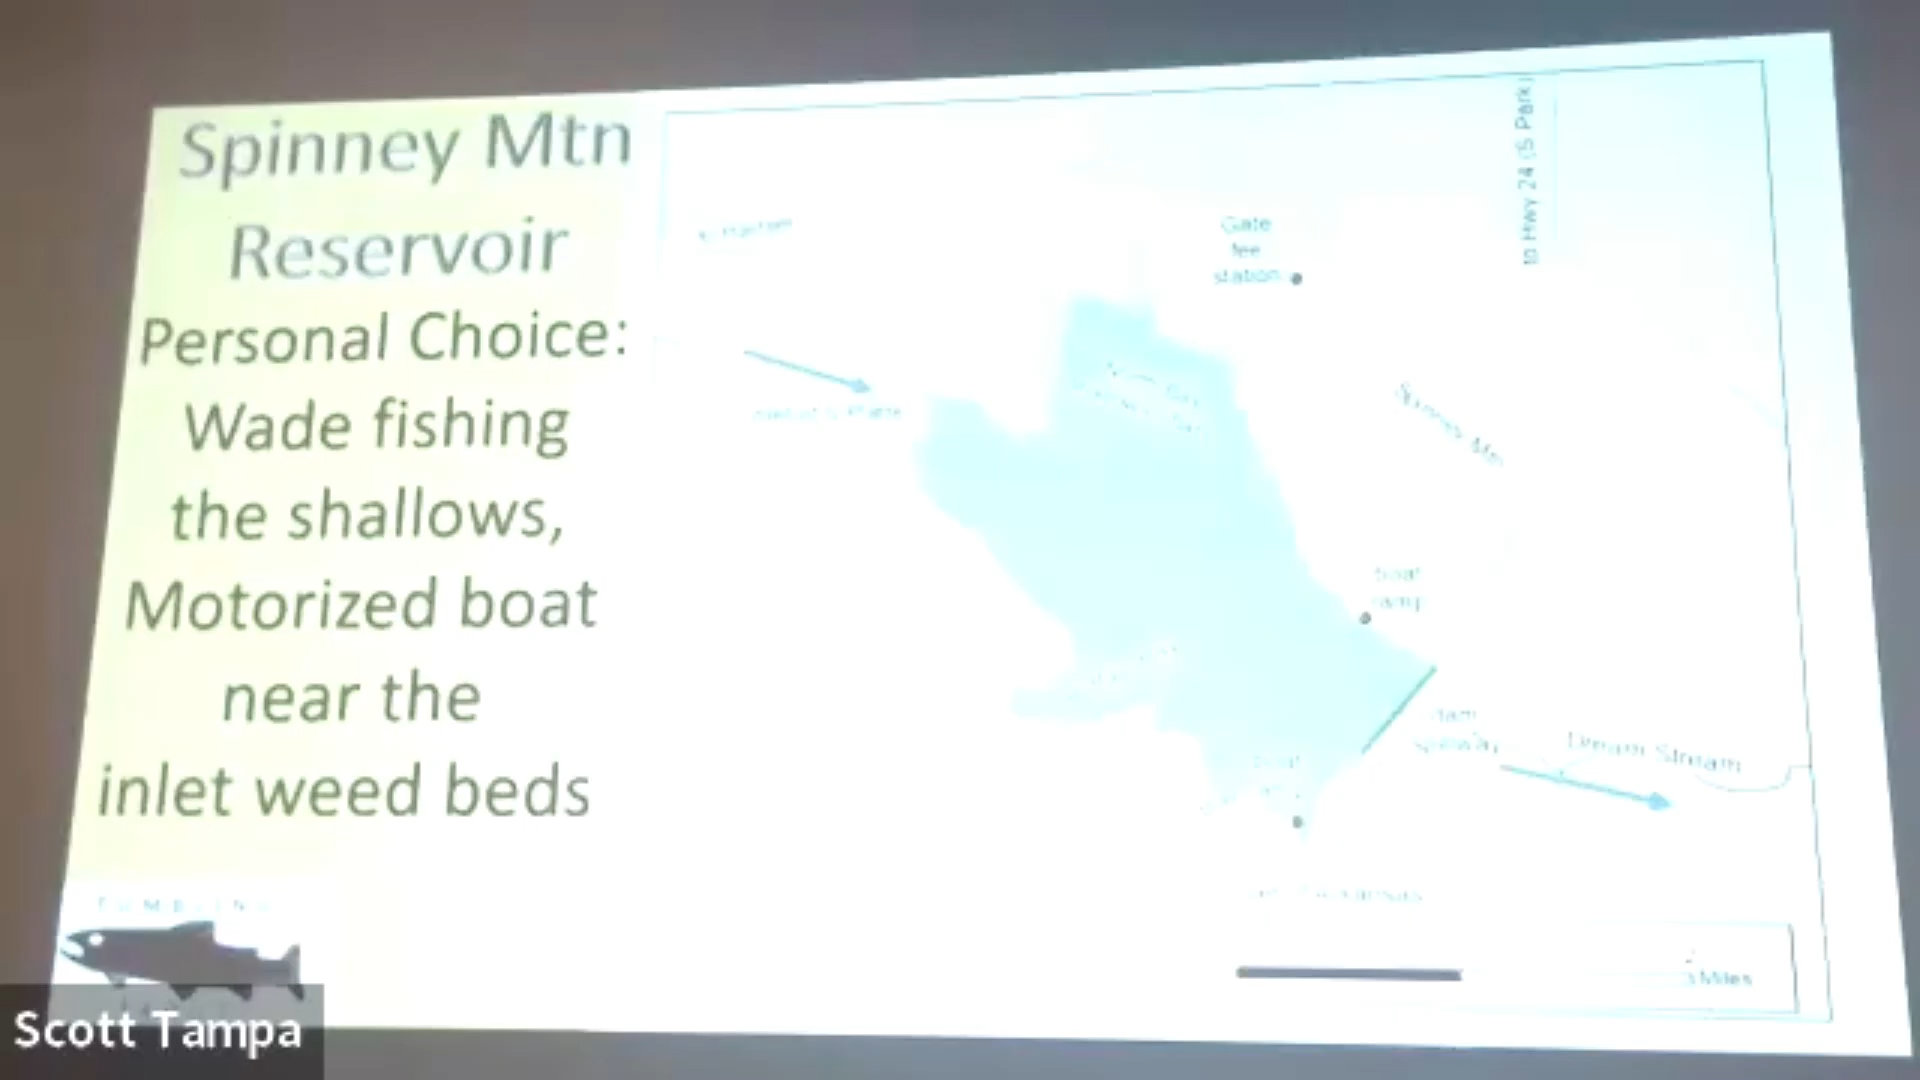 Spinney Mtn
Reservoir
Personal Choice:
Wade fishing
the shallows,
Motorized boat
near the
inlet weed beds
to Hwy 24 (S Park)
Gate
fee
station
Spinney Mtn
boat
ramp
dam
spillway
Dream Stream
boat
Miles
Scott Tampa